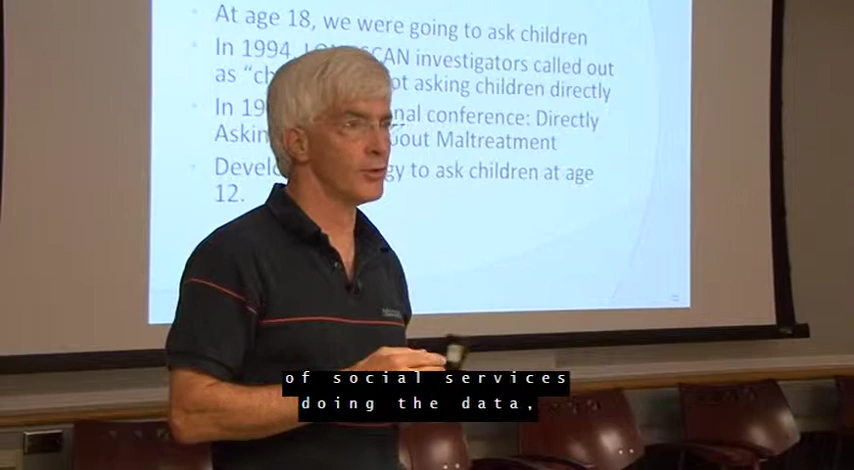 At age 18, we were going to ask children
In 1994, SCAN investigators called out
as "ch ot asking children directly
In 19 nal conference: Directly
Askin bout Maltreatment
Develo gy to ask children at age
12.
of social services
doing the data,